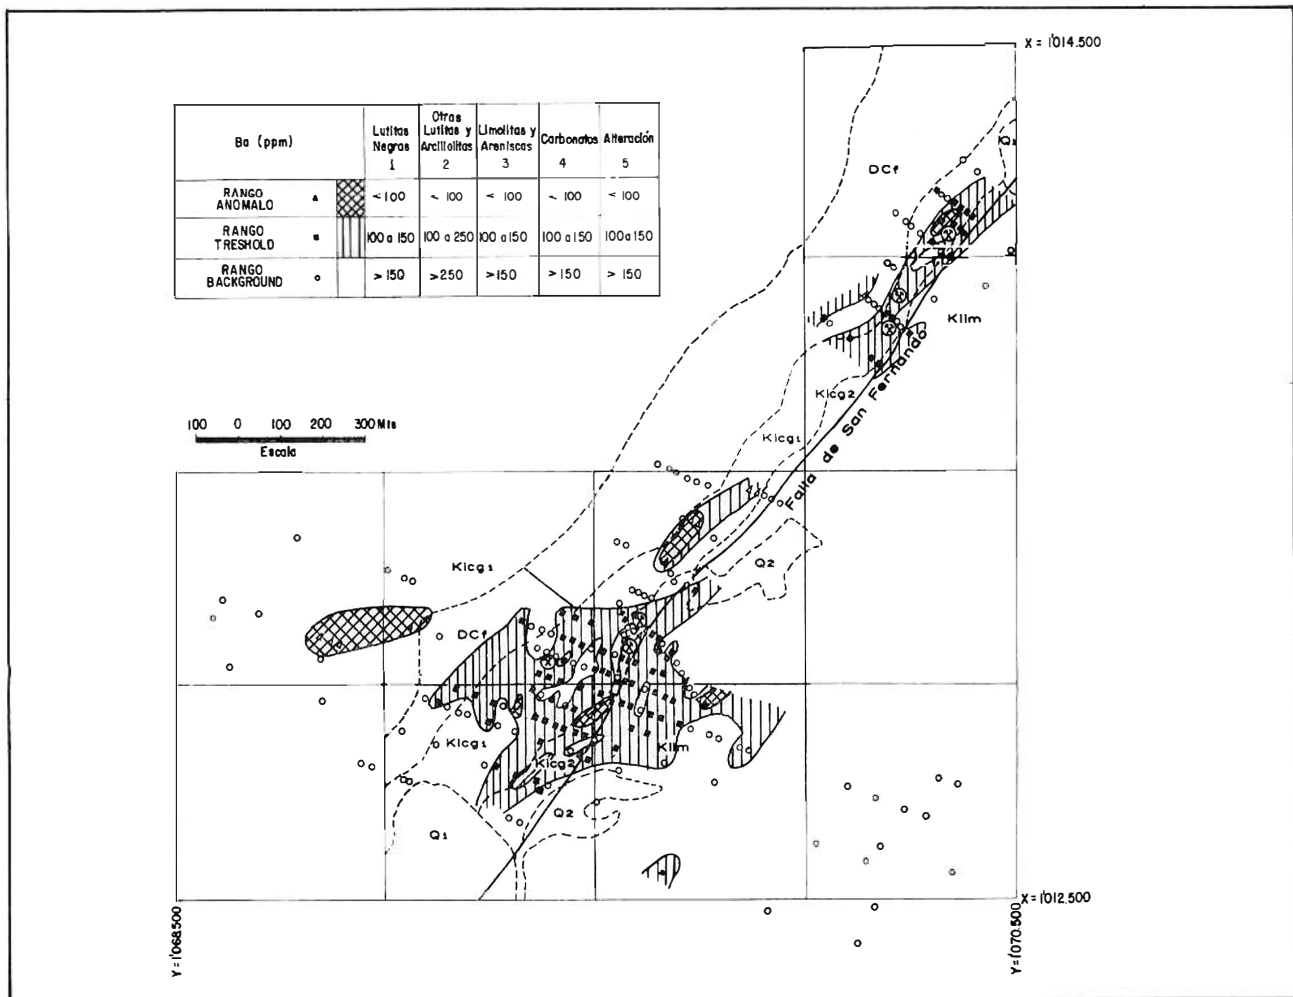 X = 1'014.500
Ba (ppm)
Lutitas Negras 1
Otras Lutitas y Arcillolitas 2
Limolitas y Areniscas 3
Carbonatos 4
Alteración 5
RANGO ANOMALO < 100 < 100 < 100 < 100 < 100
RANGO TRESHOLD 100 a 150 100 a 250 100 a 150 100 a 150 100 a 150
RANGO BACKGROUND > 150 > 250 > 150 > 150 > 150
DCf
Q1
KIIm
100 0 100 200 300 Mts
Escala
KIcg2
KIcg1
Falla de San Fernando
KIcg1
Q2
DCf
KIcg1
KIcg2
KIIm
Q1
Q2
X = 1'012.500
Y = 1'068.500
Y = 1'070.500